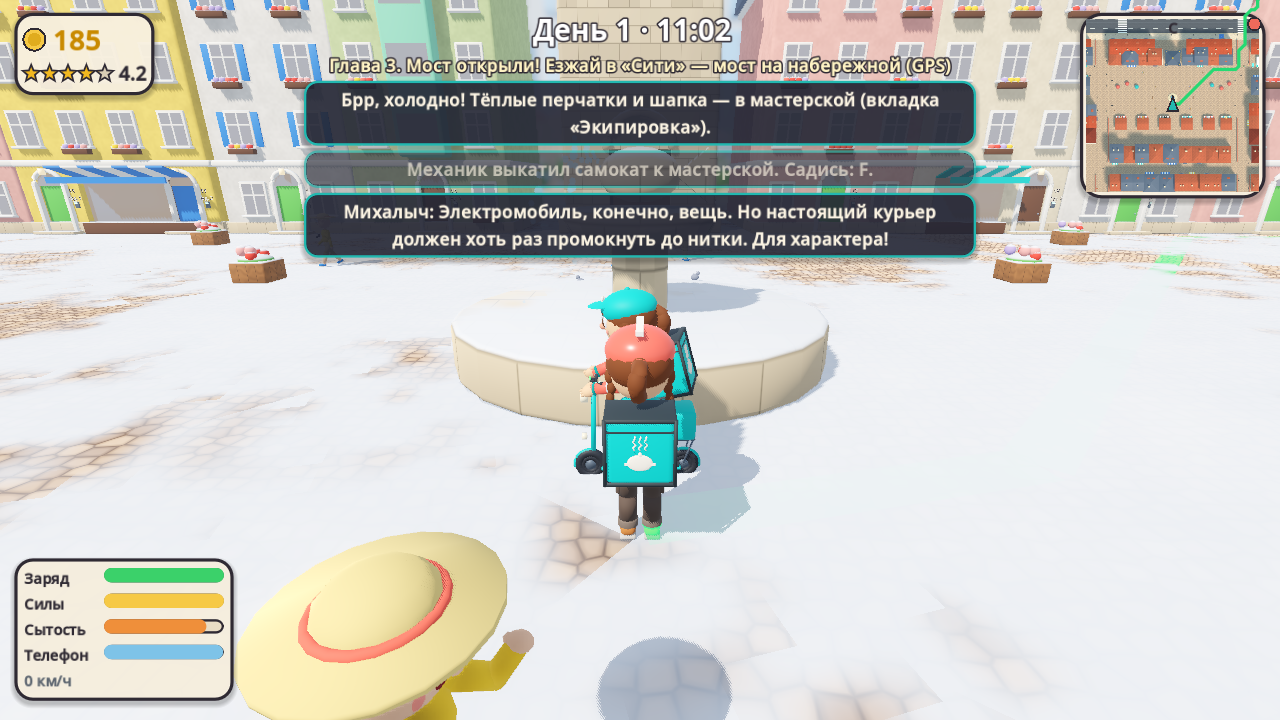 185
4.2
День 1 · 11:02
Глава 3. Мост открыли! Езжай в «Сити» — мост на набережной (GPS)
Брр, холодно! Тёплые перчатки и шапка — в мастерской (вкладка
«Экипировка»).
Механик выкатил самокат к мастерской. Садись: F.
Михалыч: Электромобиль, конечно, вещь. Но настоящий курьер
должен хоть раз промокнуть до нитки. Для характера!
Заряд
Силы
Сытость
Телефон
0 км/ч